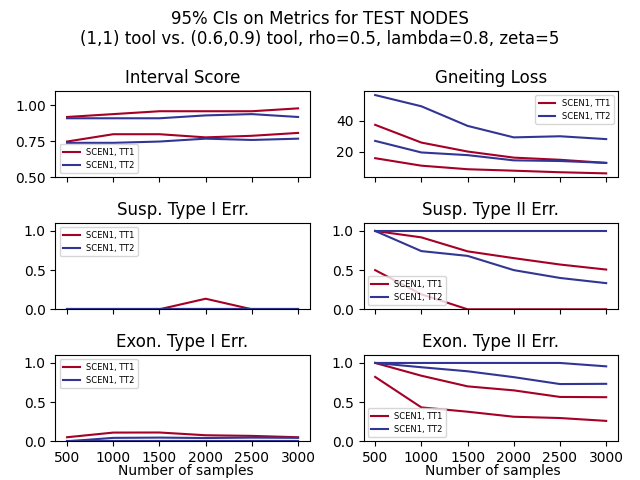 95% CIs on Metrics for TEST NODES
(1,1) tool vs. (0.6,0.9) tool, rho=0.5, lambda=0.8, zeta=5
Interval Score
1.00
0.75
0.50
SCEN1, TT1
SCEN1, TT2
Gneiting Loss
40
20
SCEN1, TT1
SCEN1, TT2
Susp. Type I Err.
1.0
0.5
0.0
SCEN1, TT1
SCEN1, TT2
Susp. Type II Err.
1.0
0.5
0.0
SCEN1, TT1
SCEN1, TT2
Exon. Type I Err.
1.0
0.5
0.0
SCEN1, TT1
SCEN1, TT2
500 1000 1500 2000 2500 3000
Number of samples
Exon. Type II Err.
1.0
0.5
0.0
SCEN1, TT1
SCEN1, TT2
500 1000 1500 2000 2500 3000
Number of samples